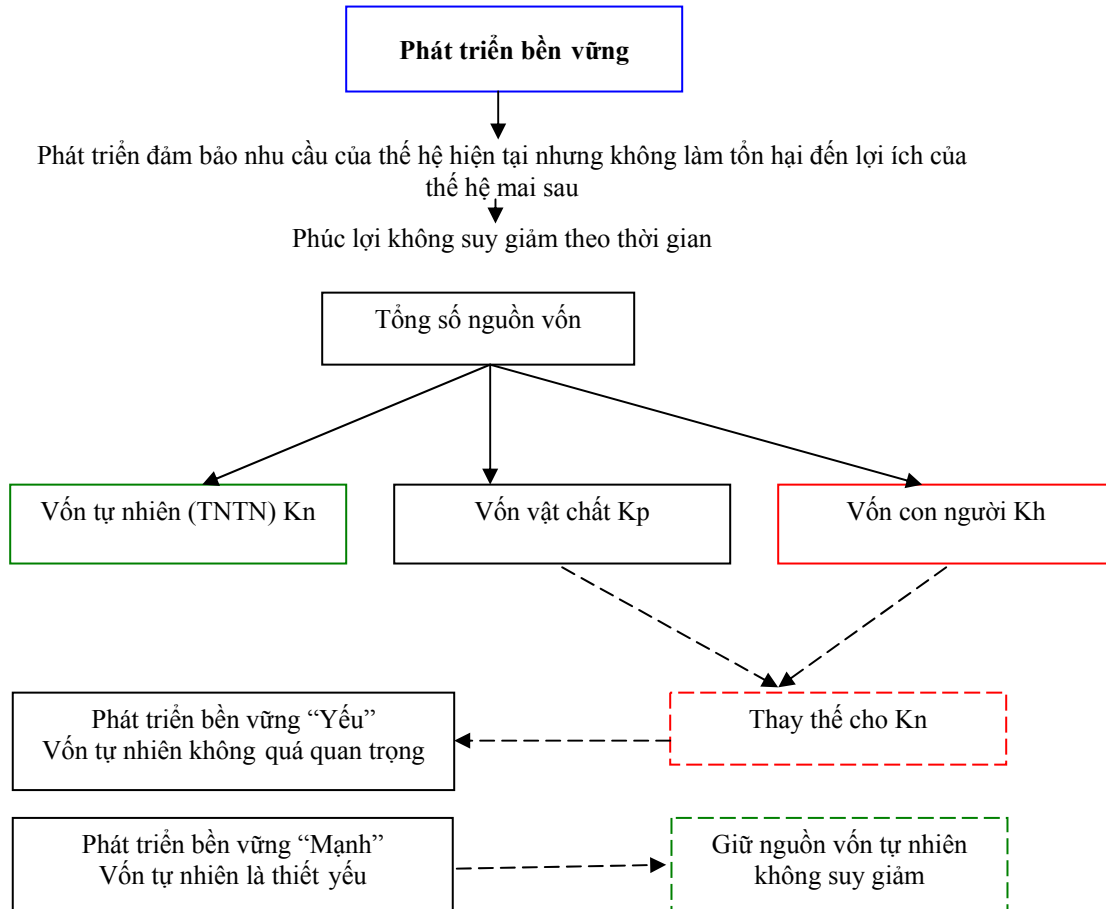 Phát triển bền vững
Phát triển đảm bảo nhu cầu của thế hệ hiện tại nhưng không làm tổn hại đến lợi ích của
thế hệ mai sau
Phúc lợi không suy giảm theo thời gian
Tổng số nguồn vốn
Vốn tự nhiên (TNTN) Kn
Vốn vật chất Kp
Vốn con người Kh
Thay thế cho Kn
Phát triển bền vững “Yếu”
Vốn tự nhiên không quá quan trọng
Phát triển bền vững “Mạnh”
Vốn tự nhiên là thiết yếu
Giữ nguồn vốn tự nhiên
không suy giảm